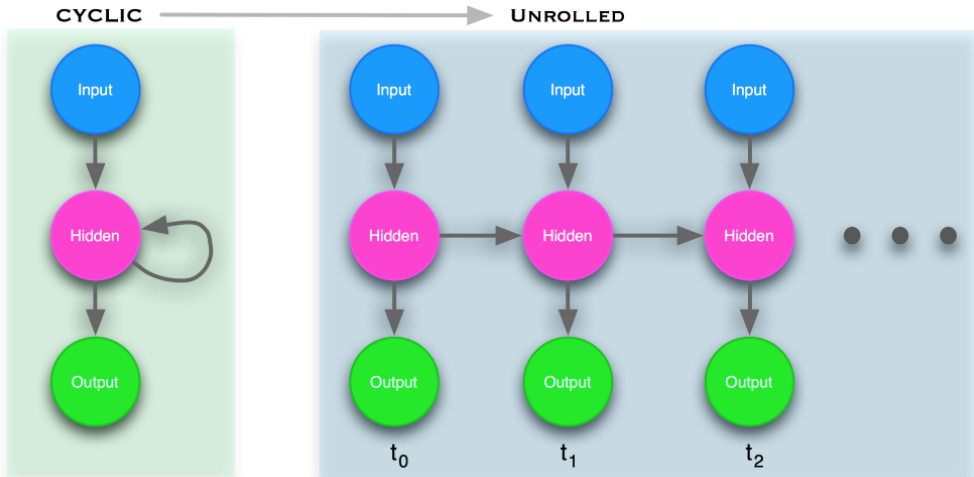 CYCLIC UNROLLED
Input Input Input Input
Hidden Hidden Hidden Hidden
Output Output Output Output
t0 t1 t2